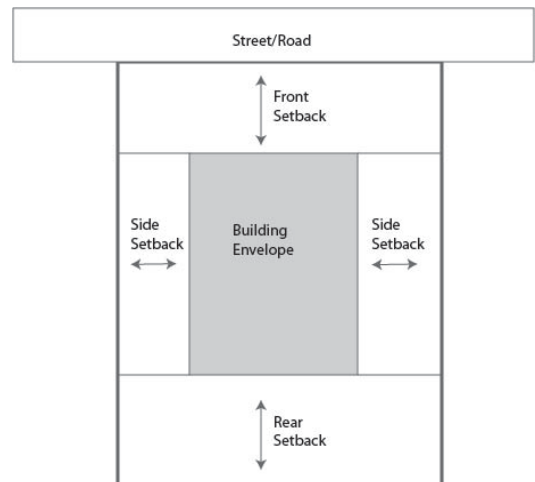 Street/Road
Front
Setback
Side
Setback
Building
Envelope
Side
Setback
Rear
Setback